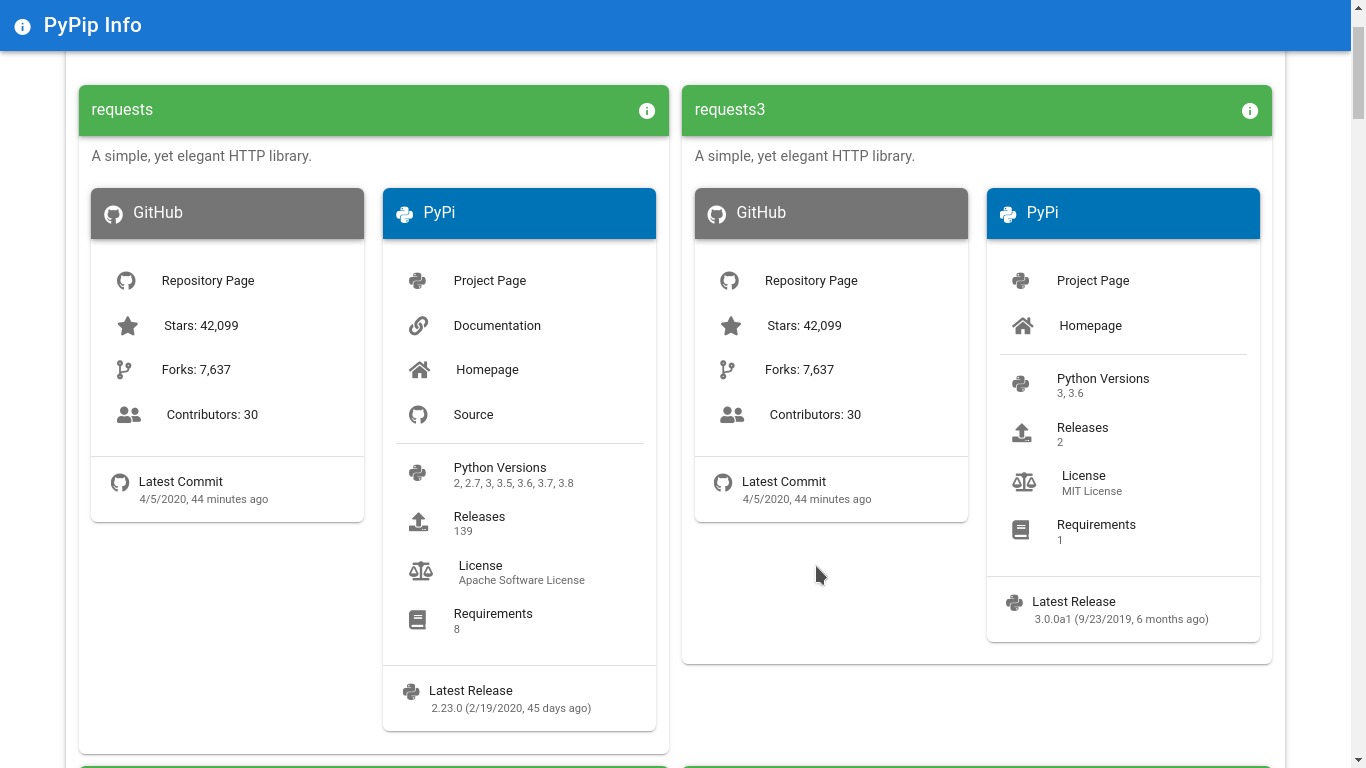 PyPip Info
requests
A simple, yet elegant HTTP library.
GitHub
Repository Page
Stars: 42,099
Forks: 7,637
Contributors: 30
Latest Commit
4/5/2020, 44 minutes ago
PyPi
Project Page
Documentation
Homepage
Source
Python Versions
2, 2.7, 3, 3.5, 3.6, 3.7, 3.8
Releases
139
License
Apache Software License
Requirements
8
Latest Release
2.23.0 (2/19/2020, 45 days ago)
requests3
A simple, yet elegant HTTP library.
GitHub
Repository Page
Stars: 42,099
Forks: 7,637
Contributors: 30
Latest Commit
4/5/2020, 44 minutes ago
PyPi
Project Page
Homepage
Python Versions
3, 3.6
Releases
2
License
MIT License
Requirements
1
Latest Release
3.0.0a1 (9/23/2019, 6 months ago)